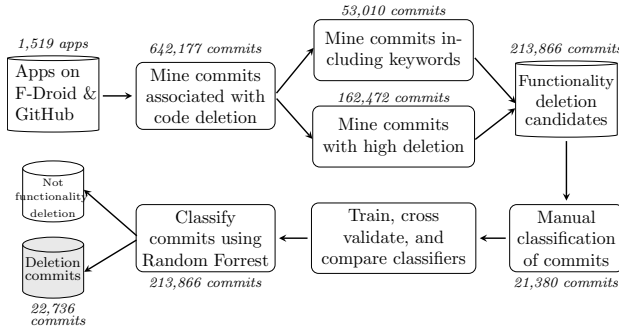 1,519 apps
Apps on
F-Droid &
GitHub
642,177 commits
Mine commits
associated with
code deletion
53,010 commits
Mine commits in-
cluding keywords
162,472 commits
Mine commits
with high deletion
213,866 commits
Functionality
deletion
candidates
Manual
classification
of commits
21,380 commits
Train, cross
validate, and
compare classifiers
Classify
commits using
Random Forrest
213,866 commits
Not
functionality
deletion
Deletion
commits
22,736
commits